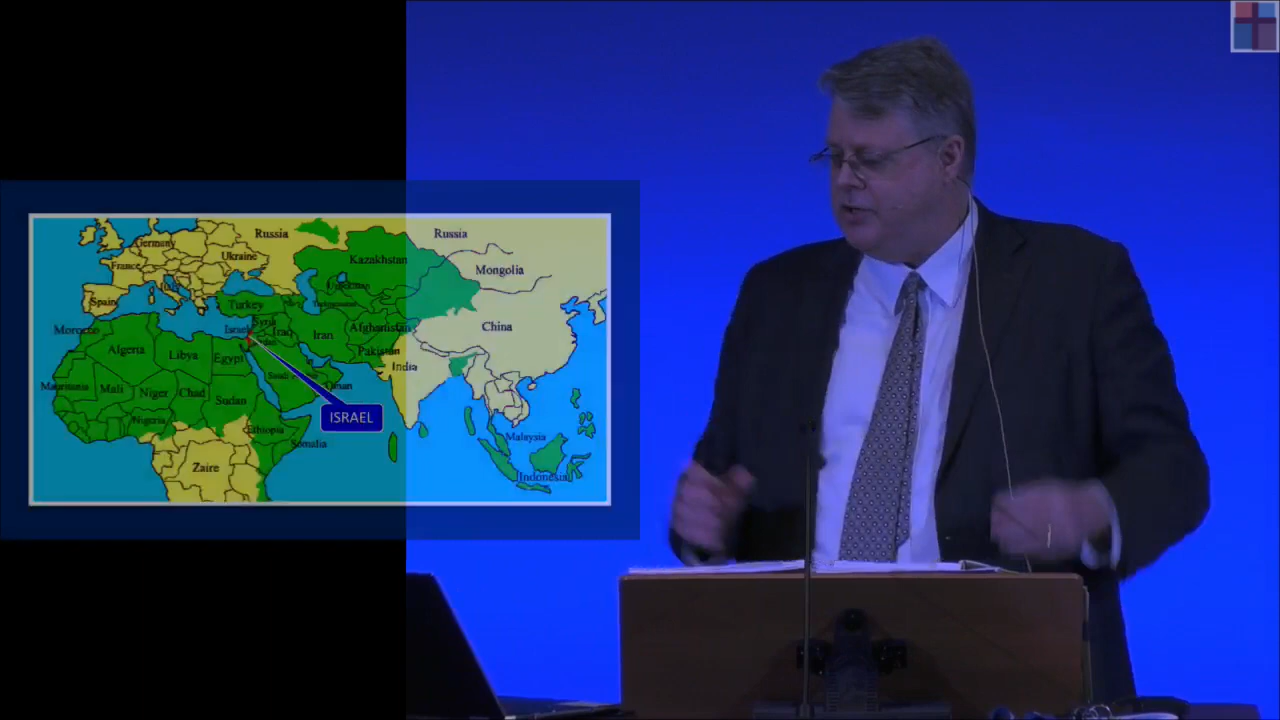 Russia
Russia
Germany
Ukraine
France
Kazakhstan
Mongolia
Spain
Turkey
Syria
Morocco
Israel
Iraq
Iran
Afghanistan
China
Algeria
Libya
Egypt
Pakistan
India
Mauritania
Mali
Niger
Chad
Sudan
Oman
ISRAEL
Nigeria
Ethiopia
Somalia
Malaysia
Zaire
Indonesia